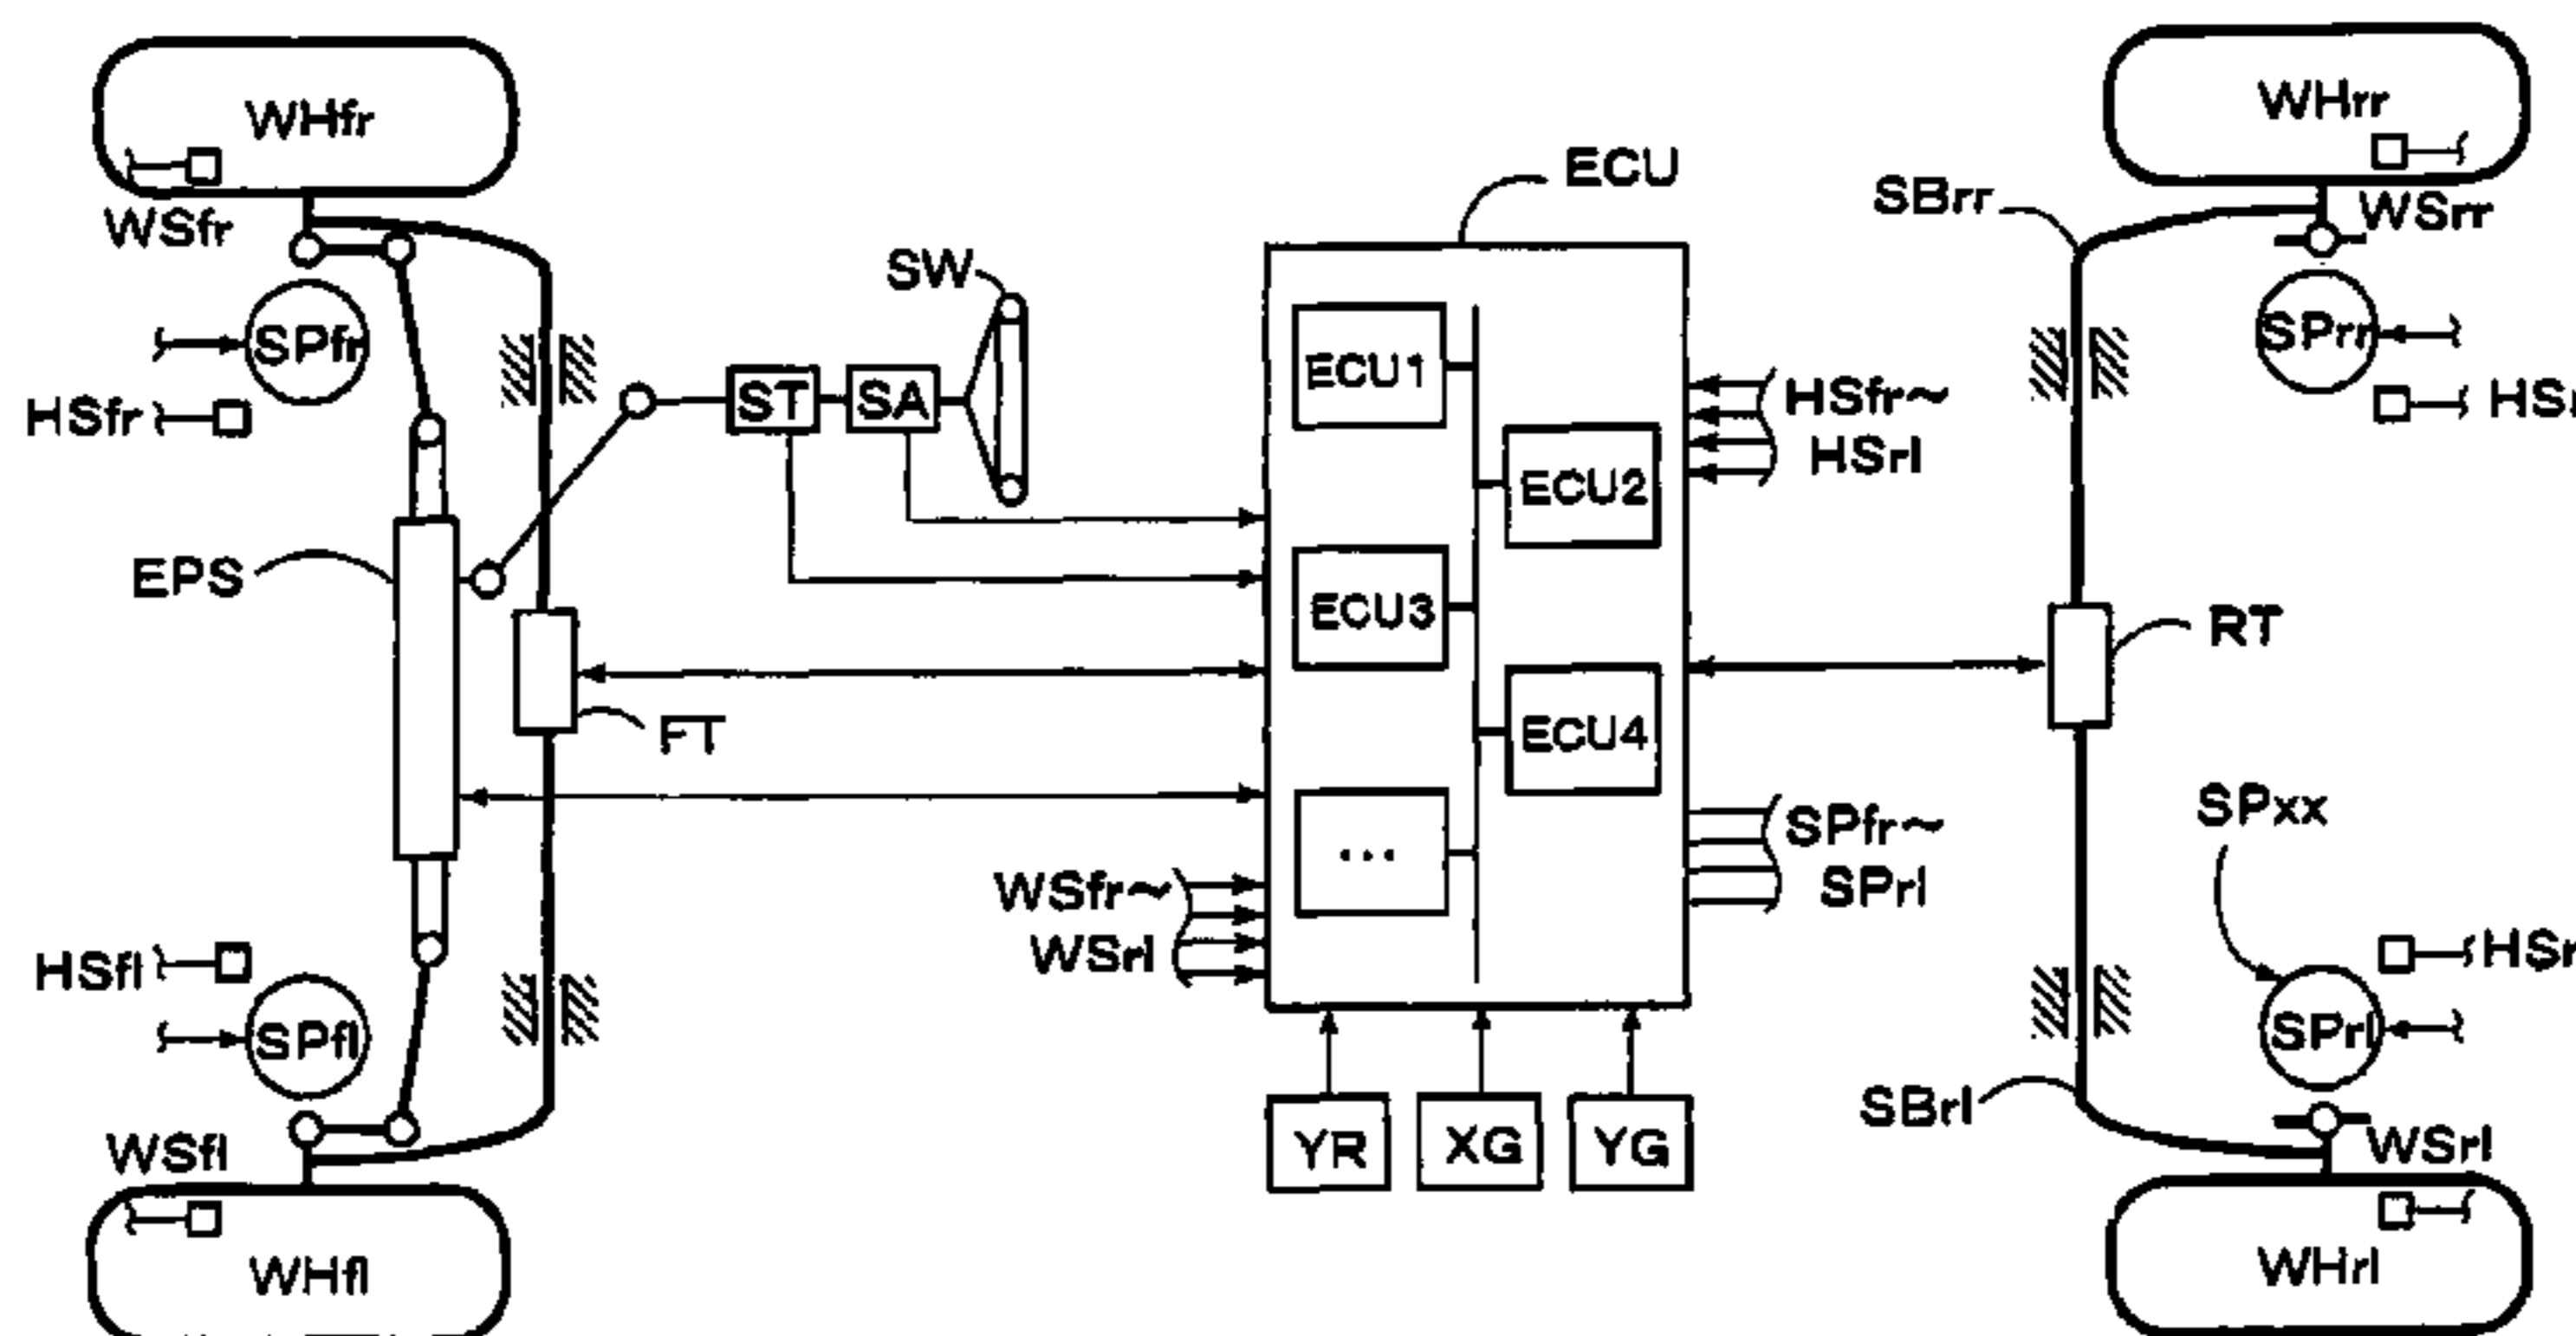 WHfr
WHrr
ECU
SBrr
WSfr
WSrr
SW
SPfr
SPrr
ECU1
HSfr
ST
SA
HSfr~
HSrl
ECU2
EPS
ECU3
RT
FT
ECU4
SPxx
...
SPfr~
SPrl
WSfr~
WSrl
HSfl
SPfl
SPrl
SBrl
WSfl
YR
XG
YG
WSrl
WHfl
WHrl